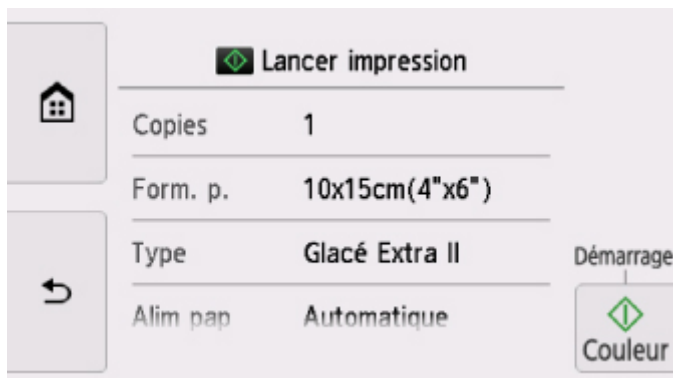 Lancer impression
Copies 1
Form. p. 10x15cm(4"x6")
Type Glacé Extra II
Alim pap Automatique
Démarrage
Couleur